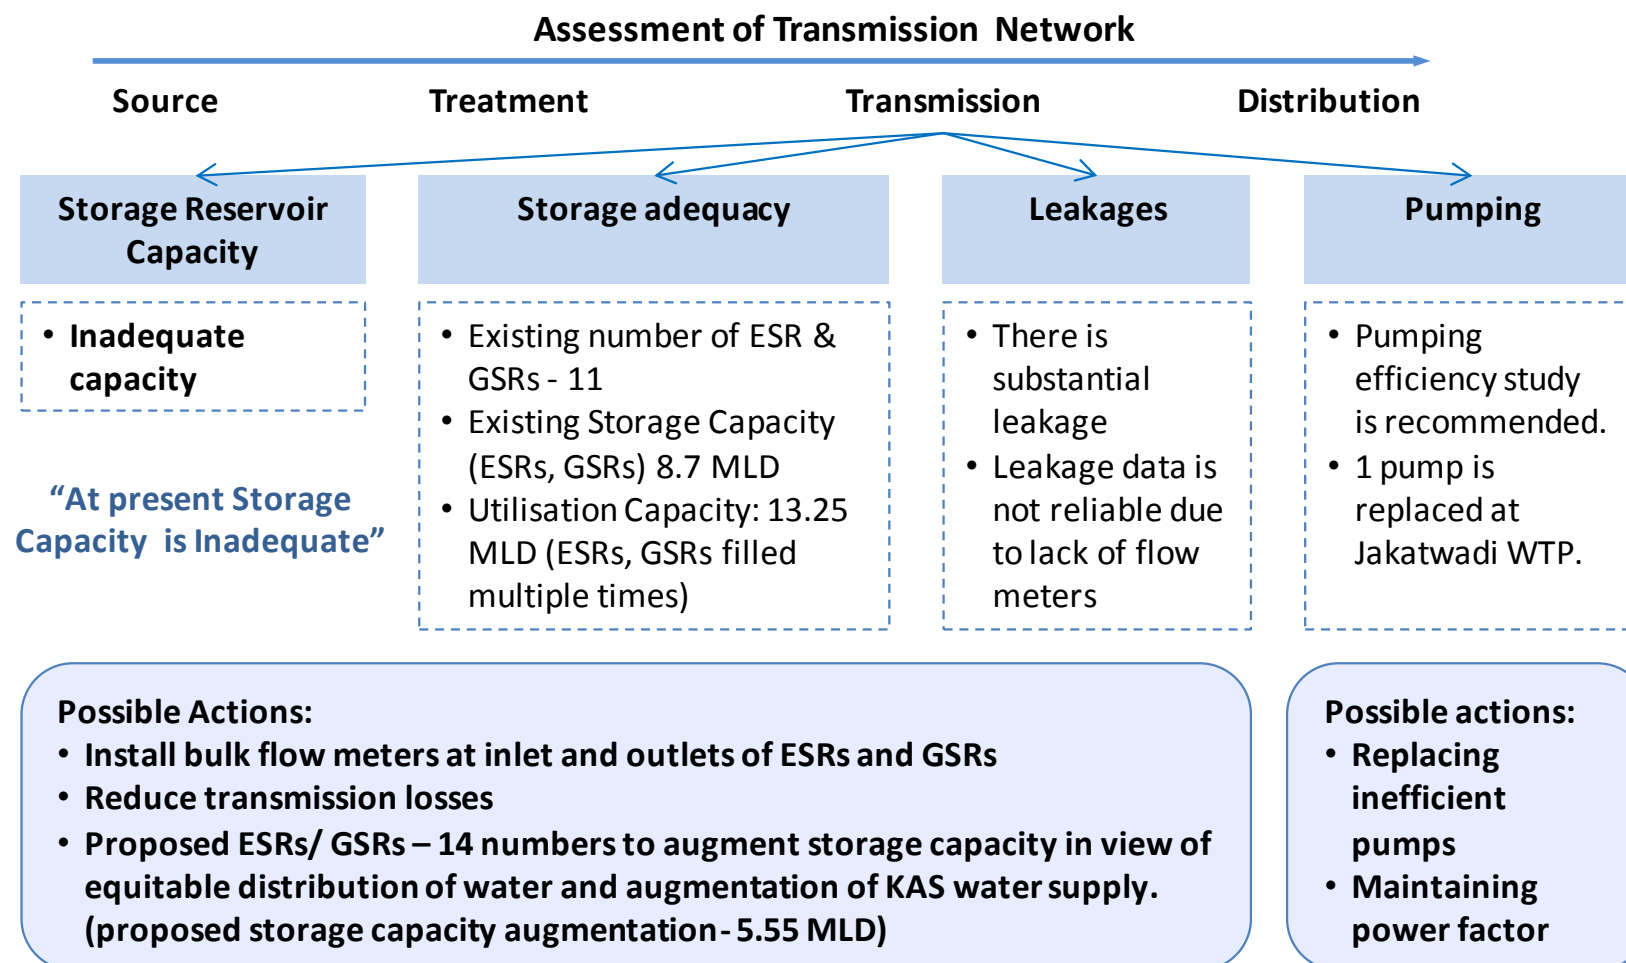 Assessment of Transmission Network
Source
Treatment
Transmission
Distribution
Storage Reservoir
Capacity
• Inadequate
capacity
“At present Storage
Capacity is Inadequate”
Storage adequacy
• Existing number of ESR &
GSRs - 11
• Existing Storage Capacity
(ESRs, GSRs) 8.7 MLD
• Utilisation Capacity: 13.25
MLD (ESRs, GSRs filled
multiple times)
Leakages
• There is
substantial
leakage
• Leakage data is
not reliable due
to lack of flow
meters
Pumping
• Pumping
efficiency study
is recommended.
• 1 pump is
replaced at
Jakatwadi WTP.
Possible Actions:
• Install bulk flow meters at inlet and outlets of ESRs and GSRs
• Reduce transmission losses
• Proposed ESRs/ GSRs – 14 numbers to augment storage capacity in view of
equitable distribution of water and augmentation of KAS water supply.
(proposed storage capacity augmentation - 5.55 MLD)
Possible actions:
• Replacing
inefficient
pumps
• Maintaining
power factor